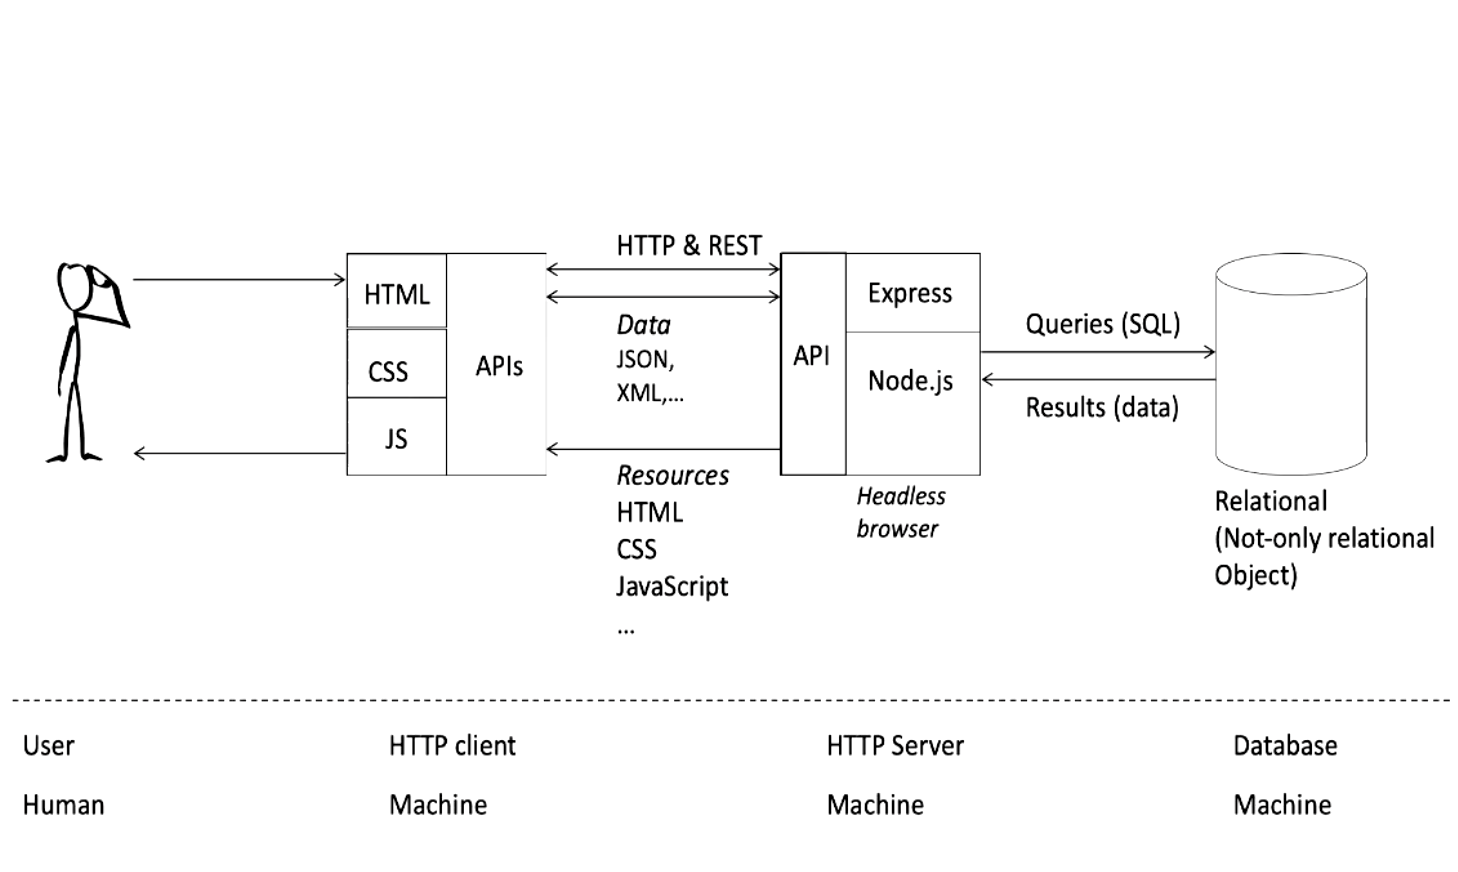 HTTP & REST
HTML
CSS
JS
APIs
Data
JSON,
XML,...
Resources
HTML
CSS
JavaScript
...
API
Express
Node.js
Headless
browser
Queries (SQL)
Results (data)
Relational
(Not-only relational
Object)
User
HTTP client
HTTP Server
Database
Human
Machine
Machine
Machine